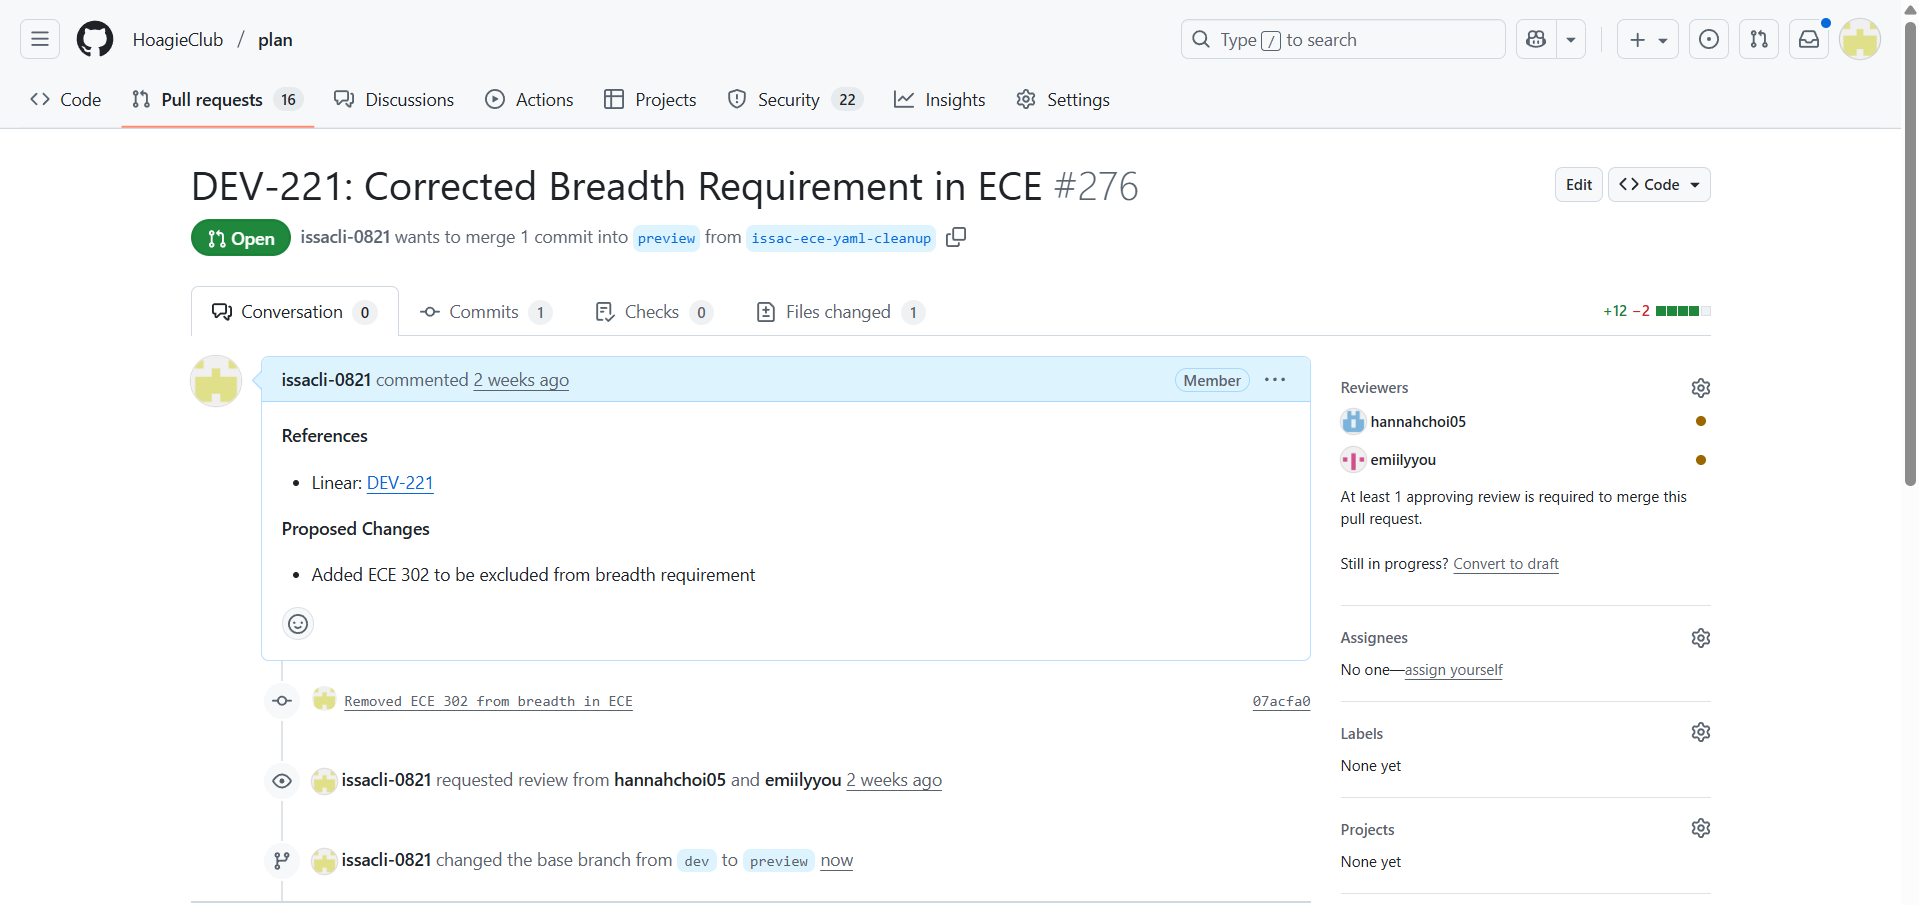 HoagieClub / plan
Type / to search
Code
Pull requests 16
Discussions
Actions
Projects
Security 22
Insights
Settings
DEV-221: Corrected Breadth Requirement in ECE #276
Edit
Code
Open
issacli-0821 wants to merge 1 commit into preview from issac-ece-yaml-cleanup
Conversation 0
Commits 1
Checks 0
Files changed 1
+12 −2
issacli-0821 commented 2 weeks ago
Member
References
Linear: DEV-221
Proposed Changes
Added ECE 302 to be excluded from breadth requirement
Removed ECE 302 from breadth in ECE
07acfa0
issacli-0821 requested review from hannahchoi05 and emiilyyou 2 weeks ago
issacli-0821 changed the base branch from dev to preview now
Reviewers
hannahchoi05
emiilyyou
At least 1 approving review is required to merge this
pull request.
Still in progress? Convert to draft
Assignees
No one—assign yourself
Labels
None yet
Projects
None yet